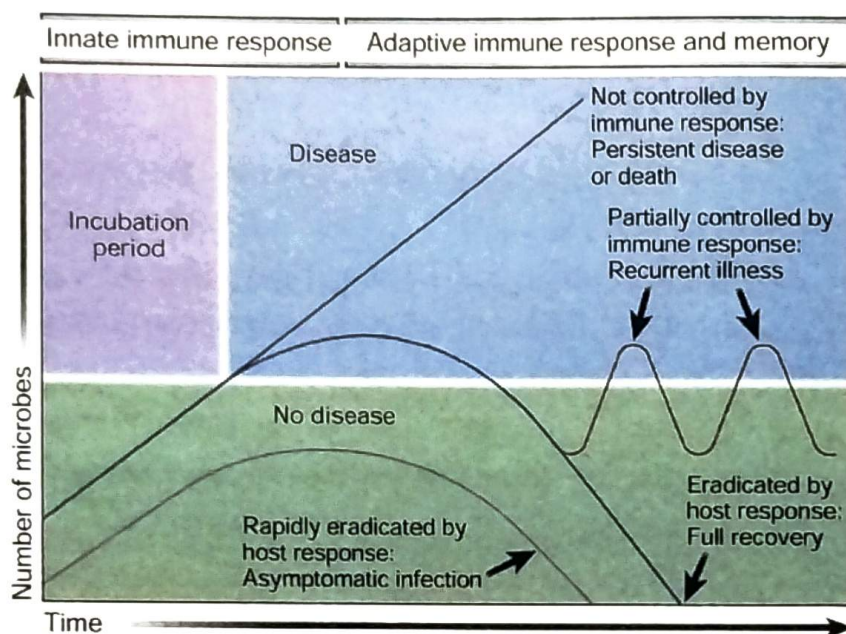 Innate immune response
Adaptive immune response and memory
Not controlled by
immune response:
Persistent disease
or death
Disease
Incubation
period
Partially controlled by
immune response:
Recurrent illness
No disease
Number of microbes
Rapidly eradicated by
host response:
Asymptomatic infection
Eradicated by
host response:
Full recovery
Time